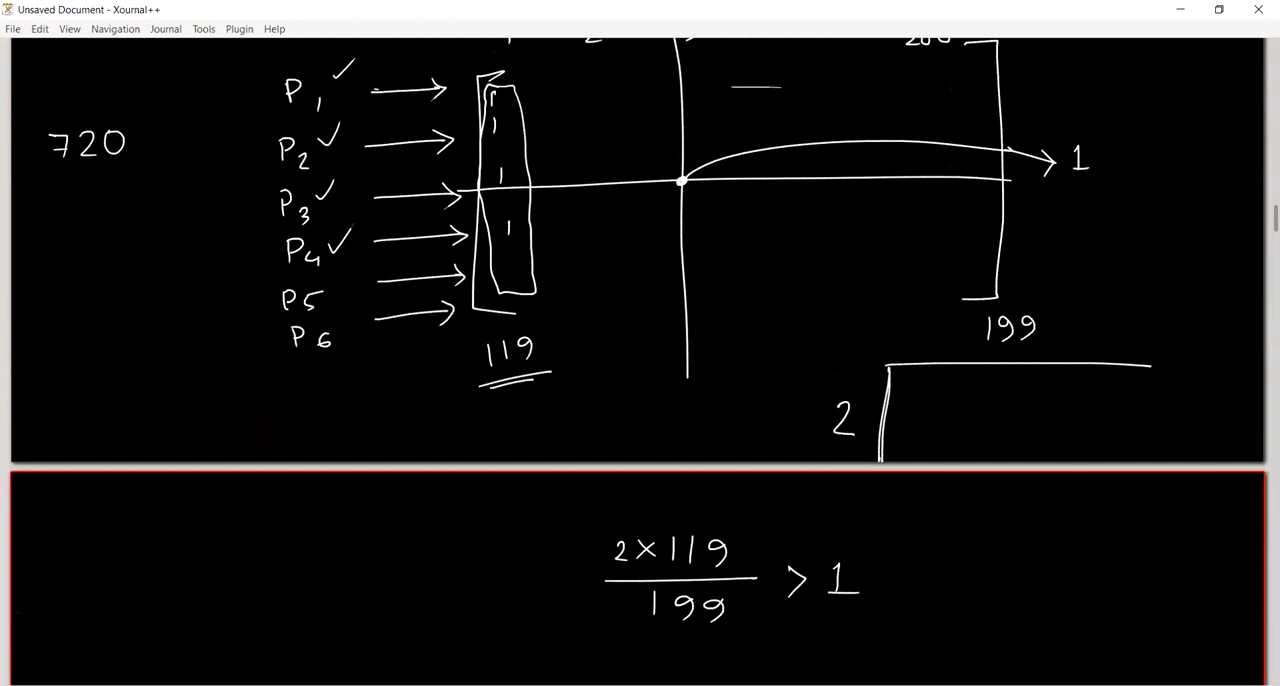 Unsaved Document - Xournal++
File Edit View Navigation Journal Tools Plugin Help
P1 ✓
1
1
720
P2 ✓
1
1
P3 ✓
1
P4 ✓
P5
P6
119
199
2
2 × 119
199
> 1